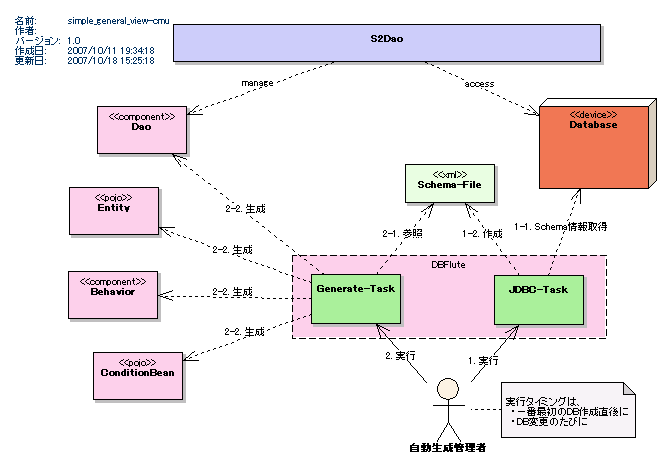 名前: simple_general_view-cmu
作者:
バージョン: 1.0
作成日: 2007/10/11 19:34:18
更新日: 2007/10/18 15:25:18
S2Dao
manage
access
<<component>>
Dao
<<device>>
Database
<<xml>>
Schema-File
<<pojo>>
Entity
2-2. 生成
2-1. 参照
1-2. 作成
1-1. Schema情報取得
2-2. 生成
DBFlute
<<component>>
Behavior
2-2. 生成
Generate-Task
JDBC-Task
2-2. 生成
<<pojo>>
ConditionBean
2. 実行
1. 実行
実行タイミングは、
・一番最初のDB作成直後に
・DB変更のたびに
自動生成管理者